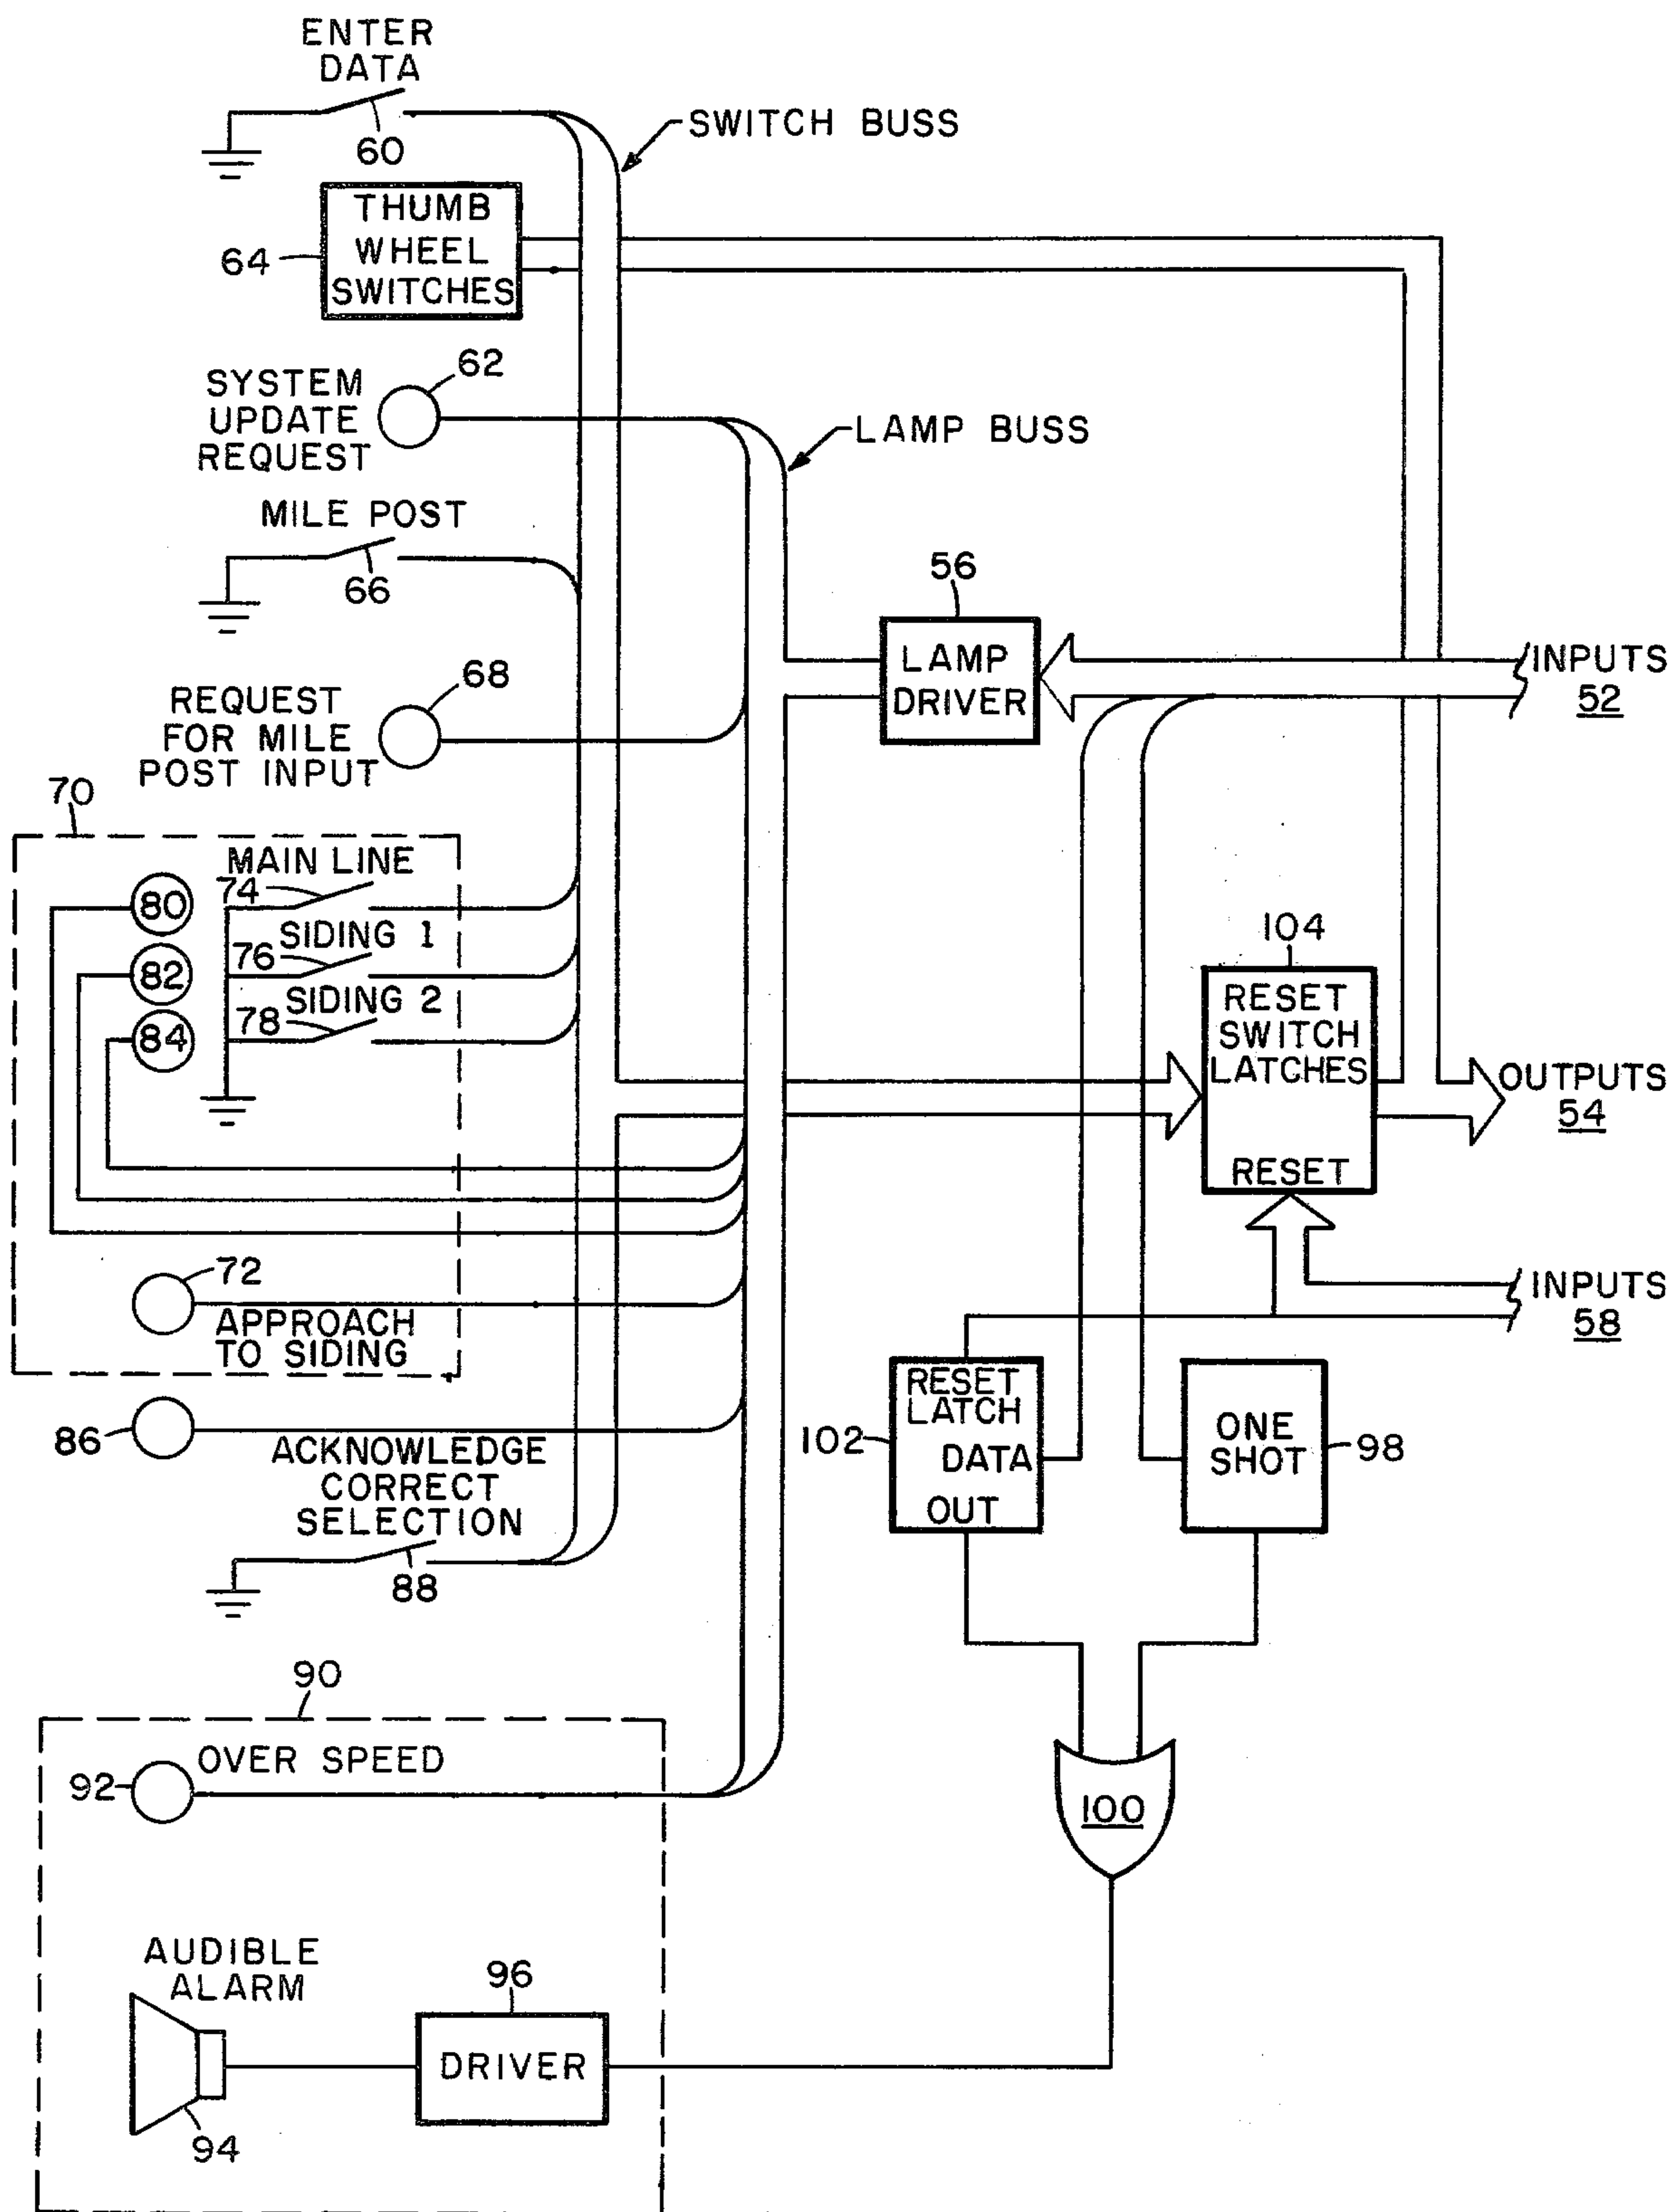 ENTER
DATA
60
SWITCH BUSS
THUMB
WHEEL
SWITCHES
64
62
SYSTEM
UPDATE
REQUEST
LAMP BUSS
MILE POST
66
56
LAMP
DRIVER
INPUTS
52
68
REQUEST
FOR MILE
POST INPUT
70
MAIN LINE
74
80
SIDING 1
76
82
SIDING 2
78
84
104
RESET
SWITCH
LATCHES
RESET
OUTPUTS
54
INPUTS
58
72
APPROACH
TO SIDING
86
ACKNOWLEDGE
CORRECT
SELECTION
88
RESET
LATCH
DATA
OUT
102
ONE
SHOT
98
90
OVER SPEED
92
100
AUDIBLE
ALARM
94
96
DRIVER